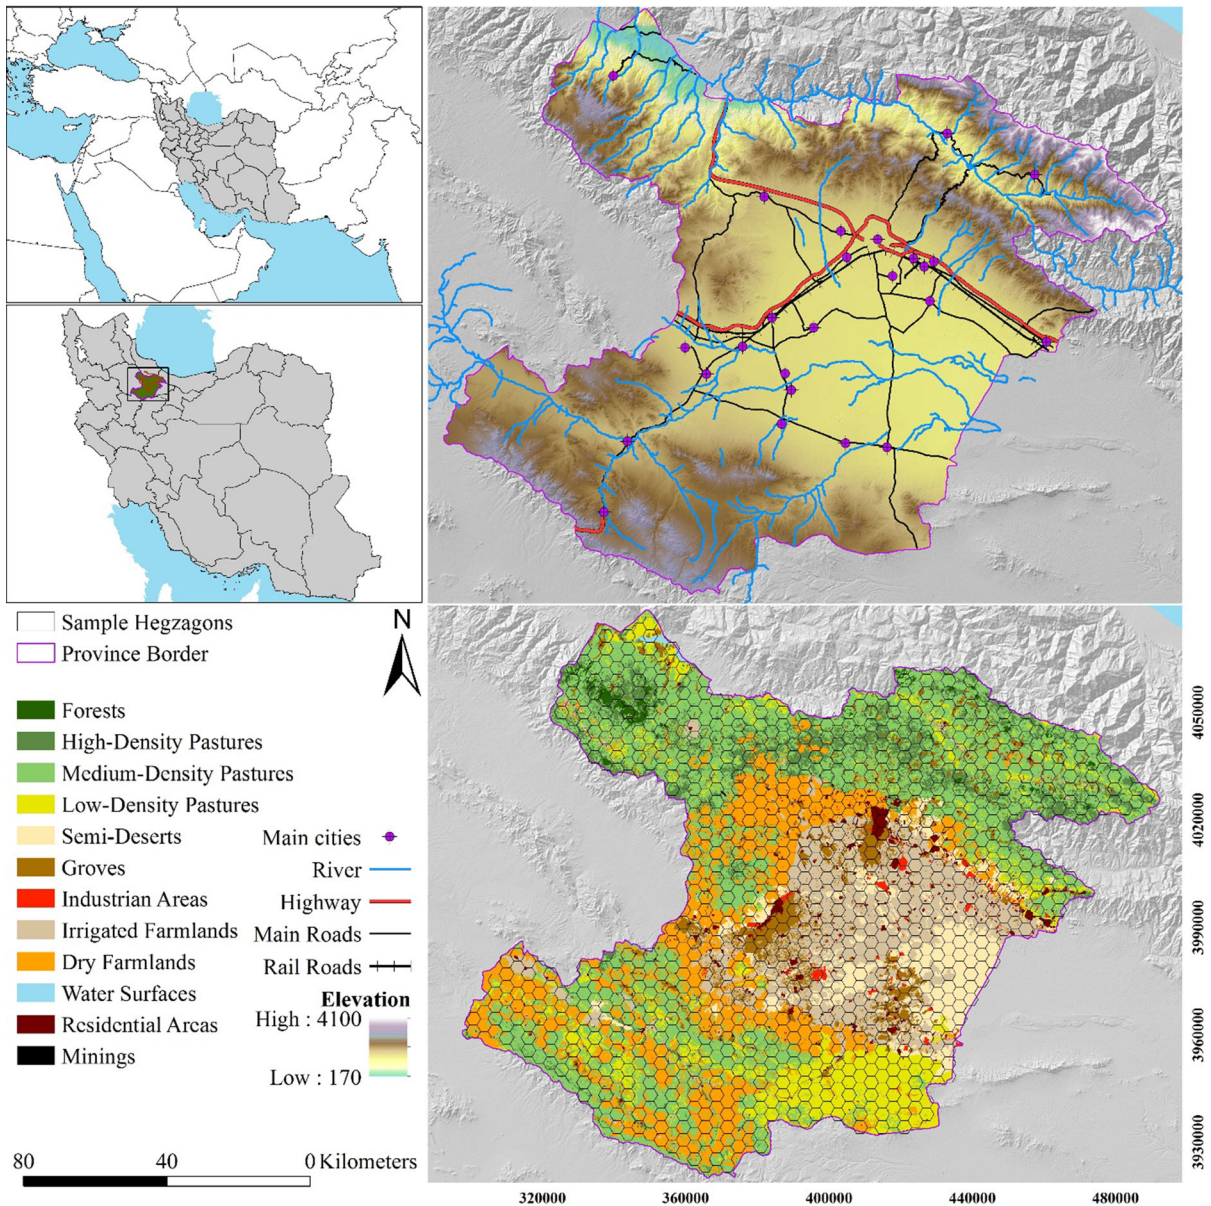 Sample Hegzagons
Province Border
N
Forests
High-Density Pastures
Medium-Density Pastures
Low-Density Pastures
Semi-Deserts
Groves
Industrial Areas
Irrigated Farmlands
Dry Farmlands
Water Surfaces
Residential Areas
Minings
Main cities
River
Highway
Main Roads
Rail Roads
Elevation
High : 4100
Low : 170
80 40 0 Kilometers
4050000
4020000
3990000
3960000
3930000
320000 360000 400000 440000 480000